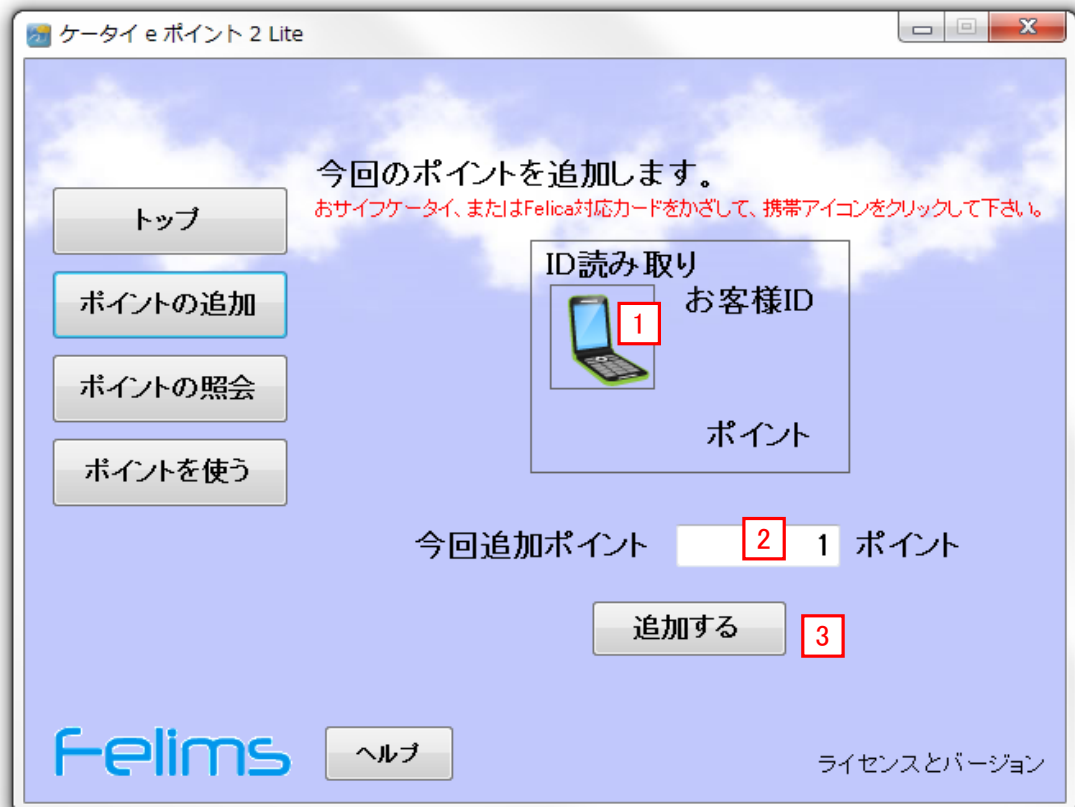 ケータイ e ポイント 2 Lite
今回のポイントを追加します。
おサイフケータイ、またはFelica対応カードをかざして、携帯アイコンをクリックして下さい。
トップ
ポイントの追加
ポイントの照会
ポイントを使う
ID読み取り
1
お客様ID
ポイント
今回追加ポイント 2 1 ポイント
追加する 3
Felims
ヘルプ
ライセンスとバージョン